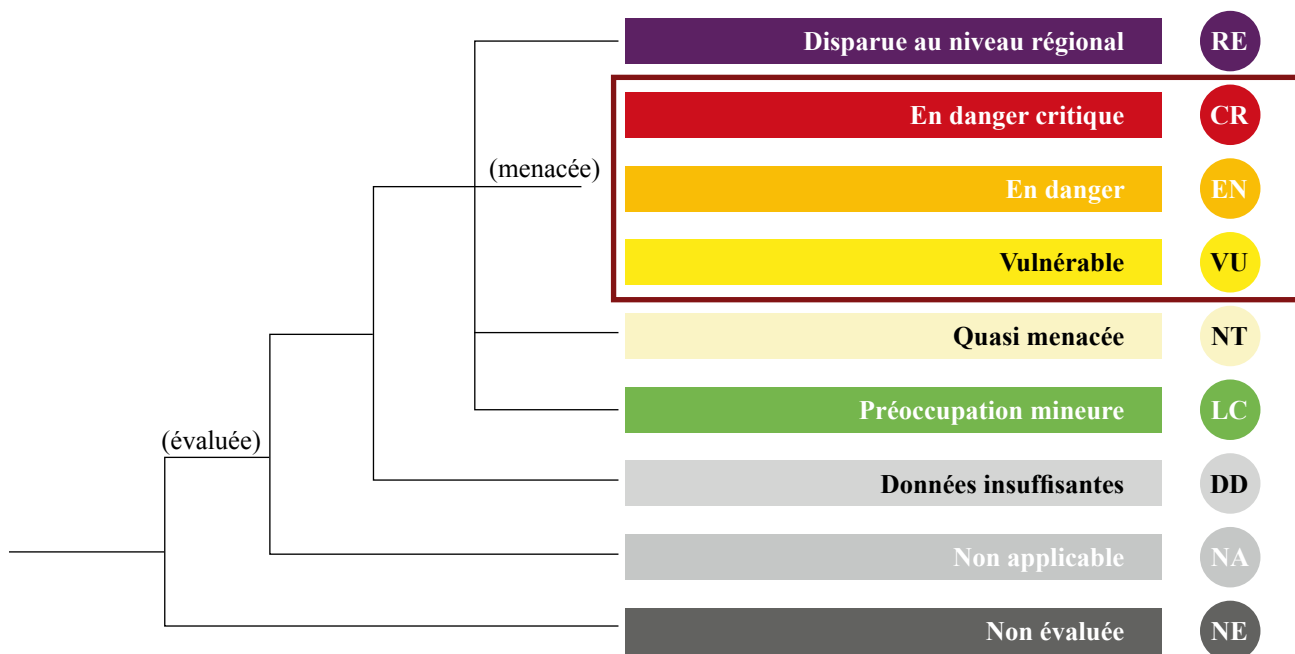 Disparue au niveau régional RE
En danger critique CR
(menacée)
En danger EN
Vulnérable VU
Quasi menacée NT
Préoccupation mineure LC
(évaluée)
Données insuffisantes DD
Non applicable NA
Non évaluée NE